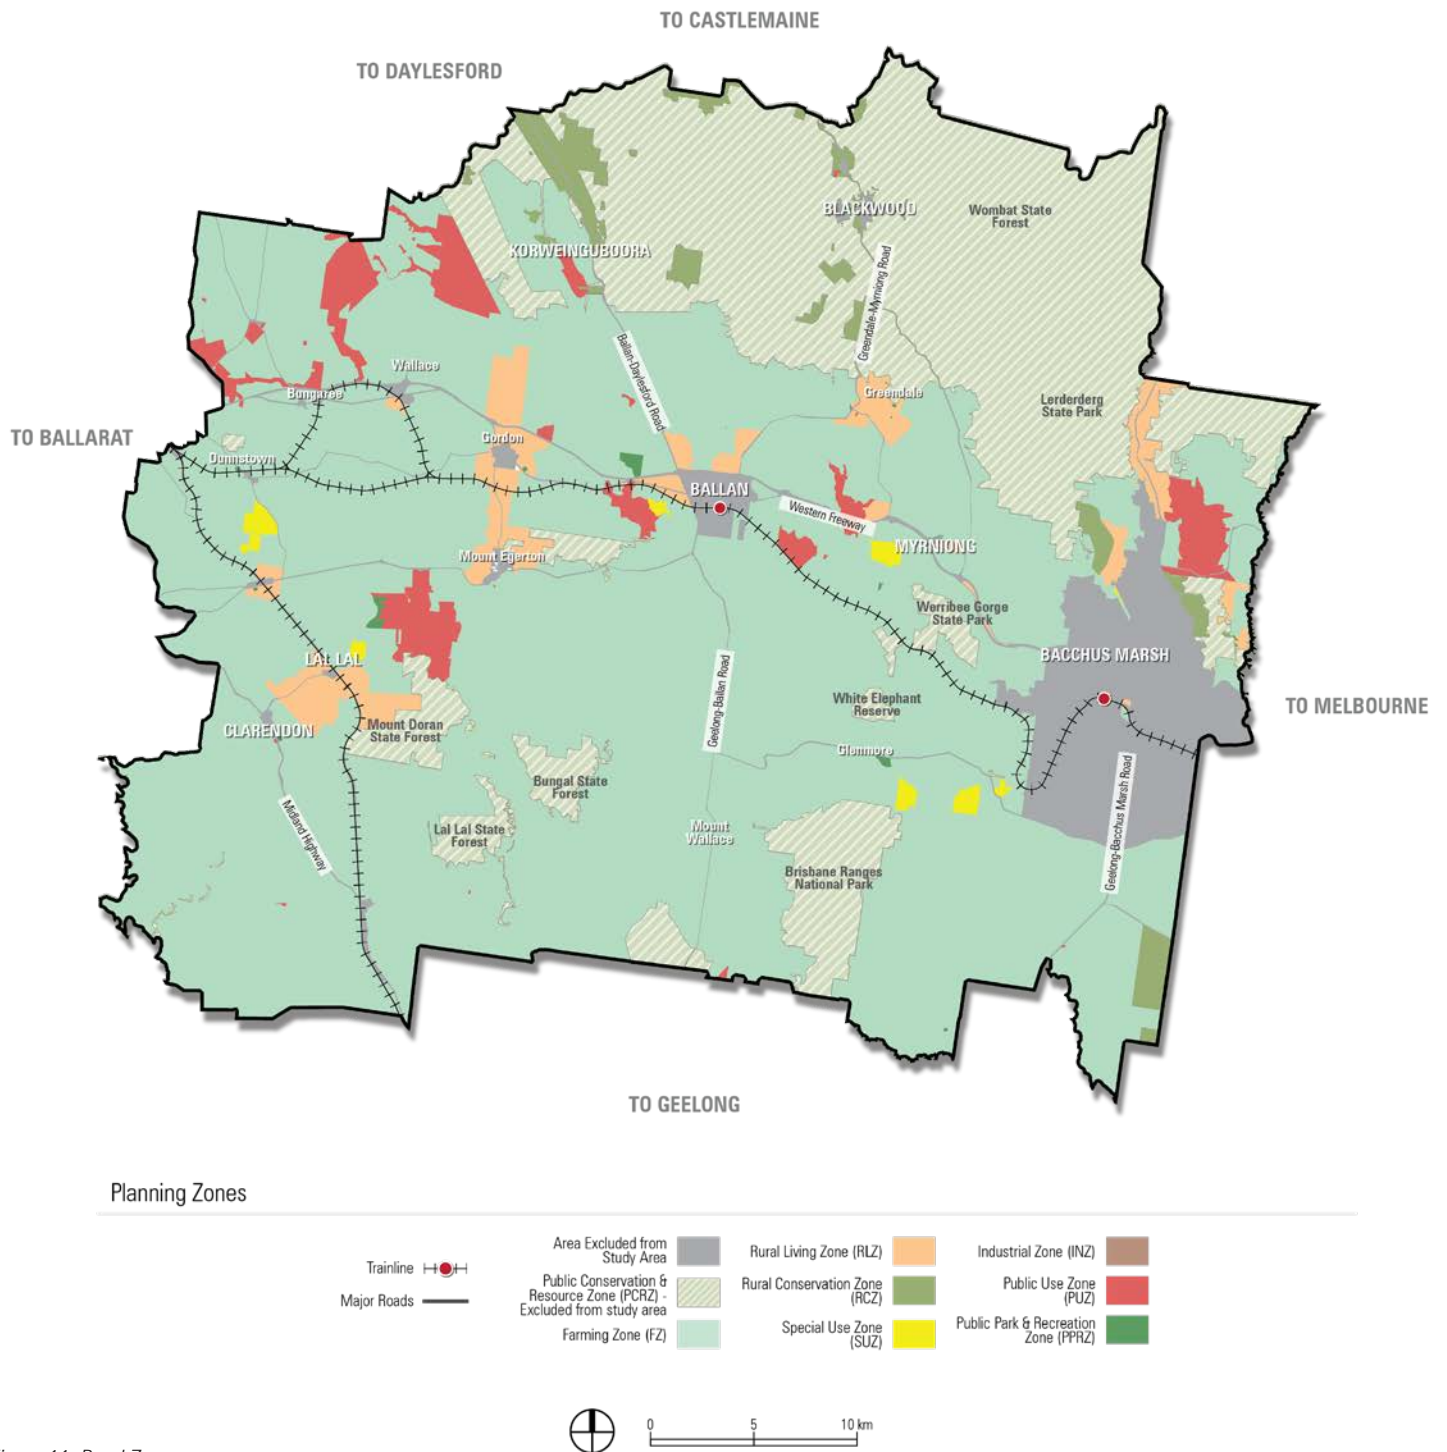 TO CASTLEMAINE
TO DAYLESFORD
BLACKWOOD
Wombat State
Forest
KORWEINGUBOORA
Greendale-Myrniong Road
Ballan-Daylesford Road
Wallace
Bungaree
Greendale
Lerderderg
State Park
TO BALLARAT
Gordon
Dunnstown
BALLAN
Western Freeway
MYRNIONG
Mount Egerton
Werribee Gorge
State Park
LAL LAL
BACCHUS MARSH
Geelong-Ballan Road
White Elephant
Reserve
TO MELBOURNE
CLARENDON
Mount Doran
State Forest
Glenmore
Bungal State
Forest
Geelong-Bacchus Marsh Road
Midland Highway
Lal Lal State
Forest
Mount
Wallace
Brisbane Ranges
National Park
TO GEELONG
Planning Zones
Trainline
Major Roads
Area Excluded from
Study Area
Public Conservation &
Resource Zone (PCRZ) -
Excluded from study area
Farming Zone (FZ)
Rural Living Zone (RLZ)
Rural Conservation Zone
(RCZ)
Special Use Zone
(SUZ)
Industrial Zone (INZ)
Public Use Zone
(PUZ)
Public Park & Recreation
Zone (PPRZ)
0 5 10 km